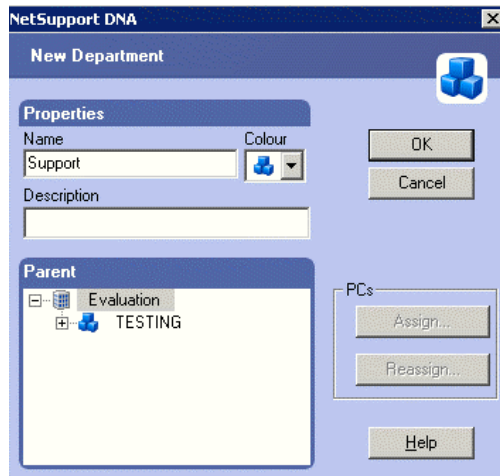 NetSupport DNA
New Department
Properties
Name
Colour
Support
Description
OK
Cancel
Parent
Evaluation
TESTING
PCs
Assign...
Reassign...
Help